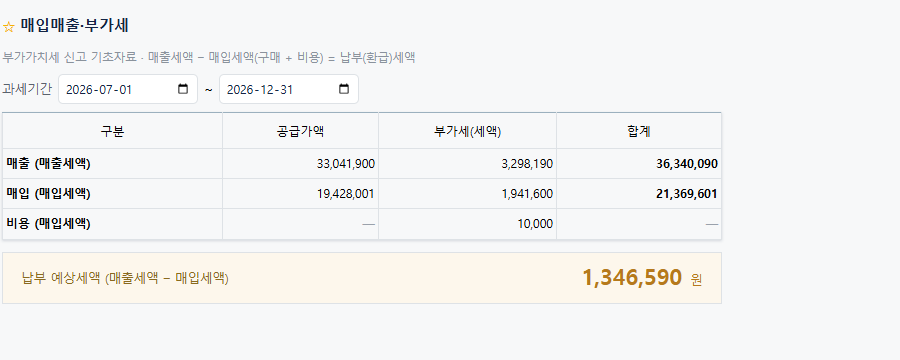 ☆ 매입매출·부가세
부가가치세 신고 기초자료 · 매출세액 − 매입세액(구매 + 비용) = 납부(환급)세액
과세기간 2026-07-01 ~ 2026-12-31
구분 공급가액 부가세(세액) 합계
매출 (매출세액) 33,041,900 3,298,190 36,340,090
매입 (매입세액) 19,428,001 1,941,600 21,369,601
비용 (매입세액) — 10,000 —
납부 예상세액 (매출세액 − 매입세액) 1,346,590 원